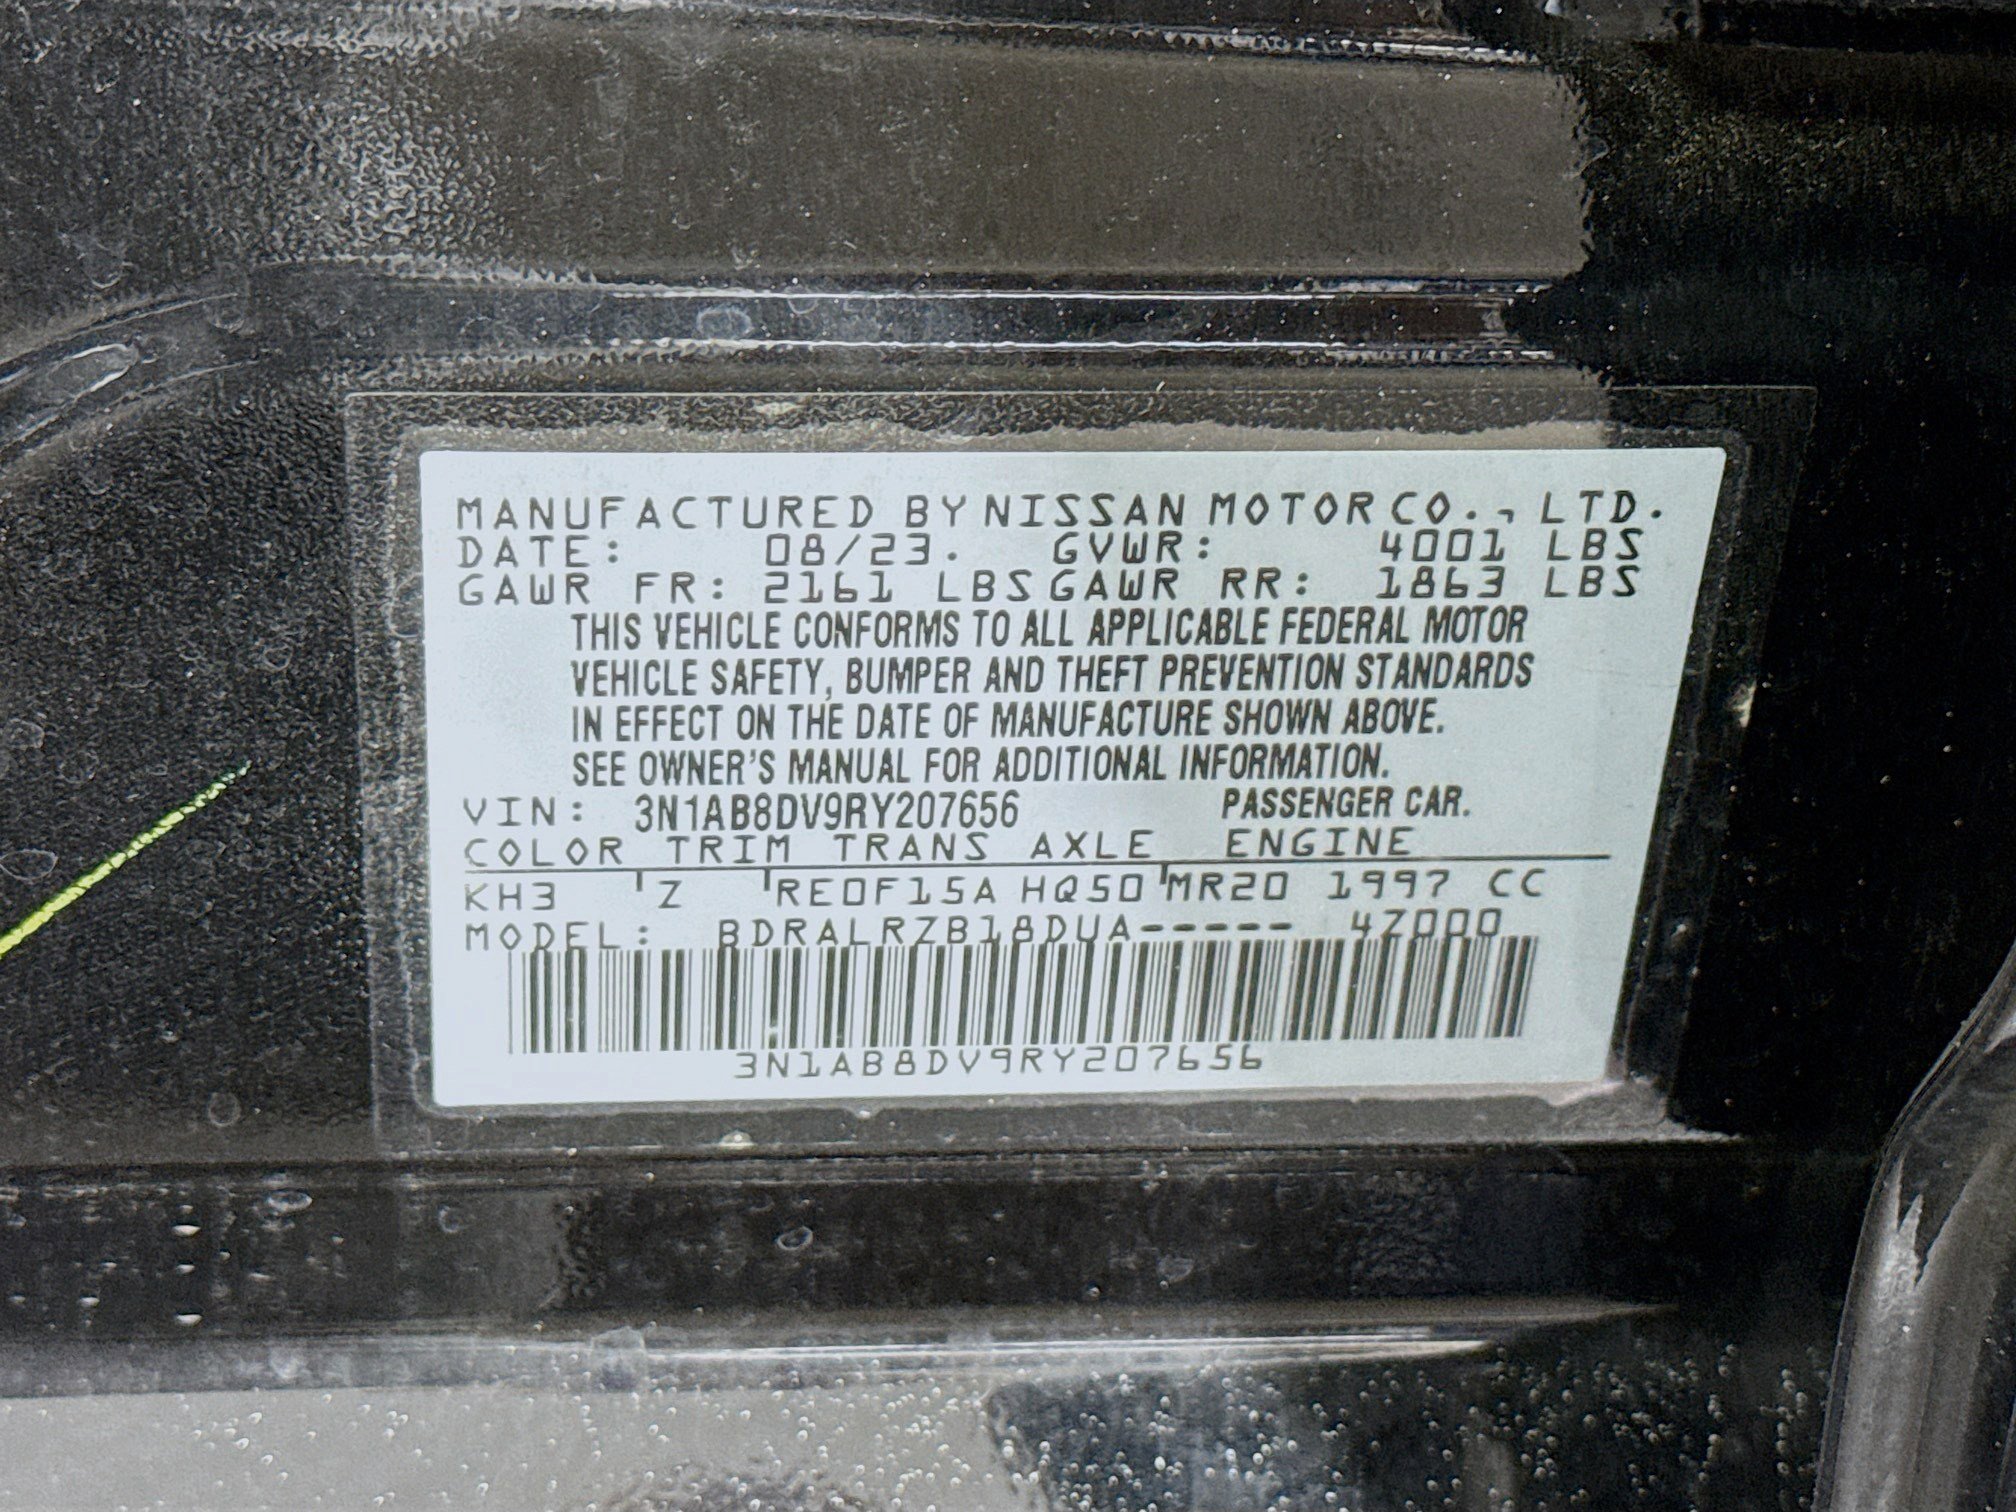 MANUFACTURED BY NISSAN MOTOR CO., LTD.
DATE: 08/23. GVWR: 4001 LBS
GAWR FR: 2161 LBS GAWR RR: 1863 LBS
THIS VEHICLE CONFORMS TO ALL APPLICABLE FEDERAL MOTOR
VEHICLE SAFETY, BUMPER AND THEFT PREVENTION STANDARDS
IN EFFECT ON THE DATE OF MANUFACTURE SHOWN ABOVE.
SEE OWNER'S MANUAL FOR ADDITIONAL INFORMATION.
VIN: 3N1AB8DV9RY207656 PASSENGER CAR.
COLOR TRIM TRANS AXLE ENGINE
KH3 Z RE0F15A HQ50 MR20 1997 CC
MODEL: BDRALRZB18DUA----- 4Z000
3N1AB8DV9RY207656